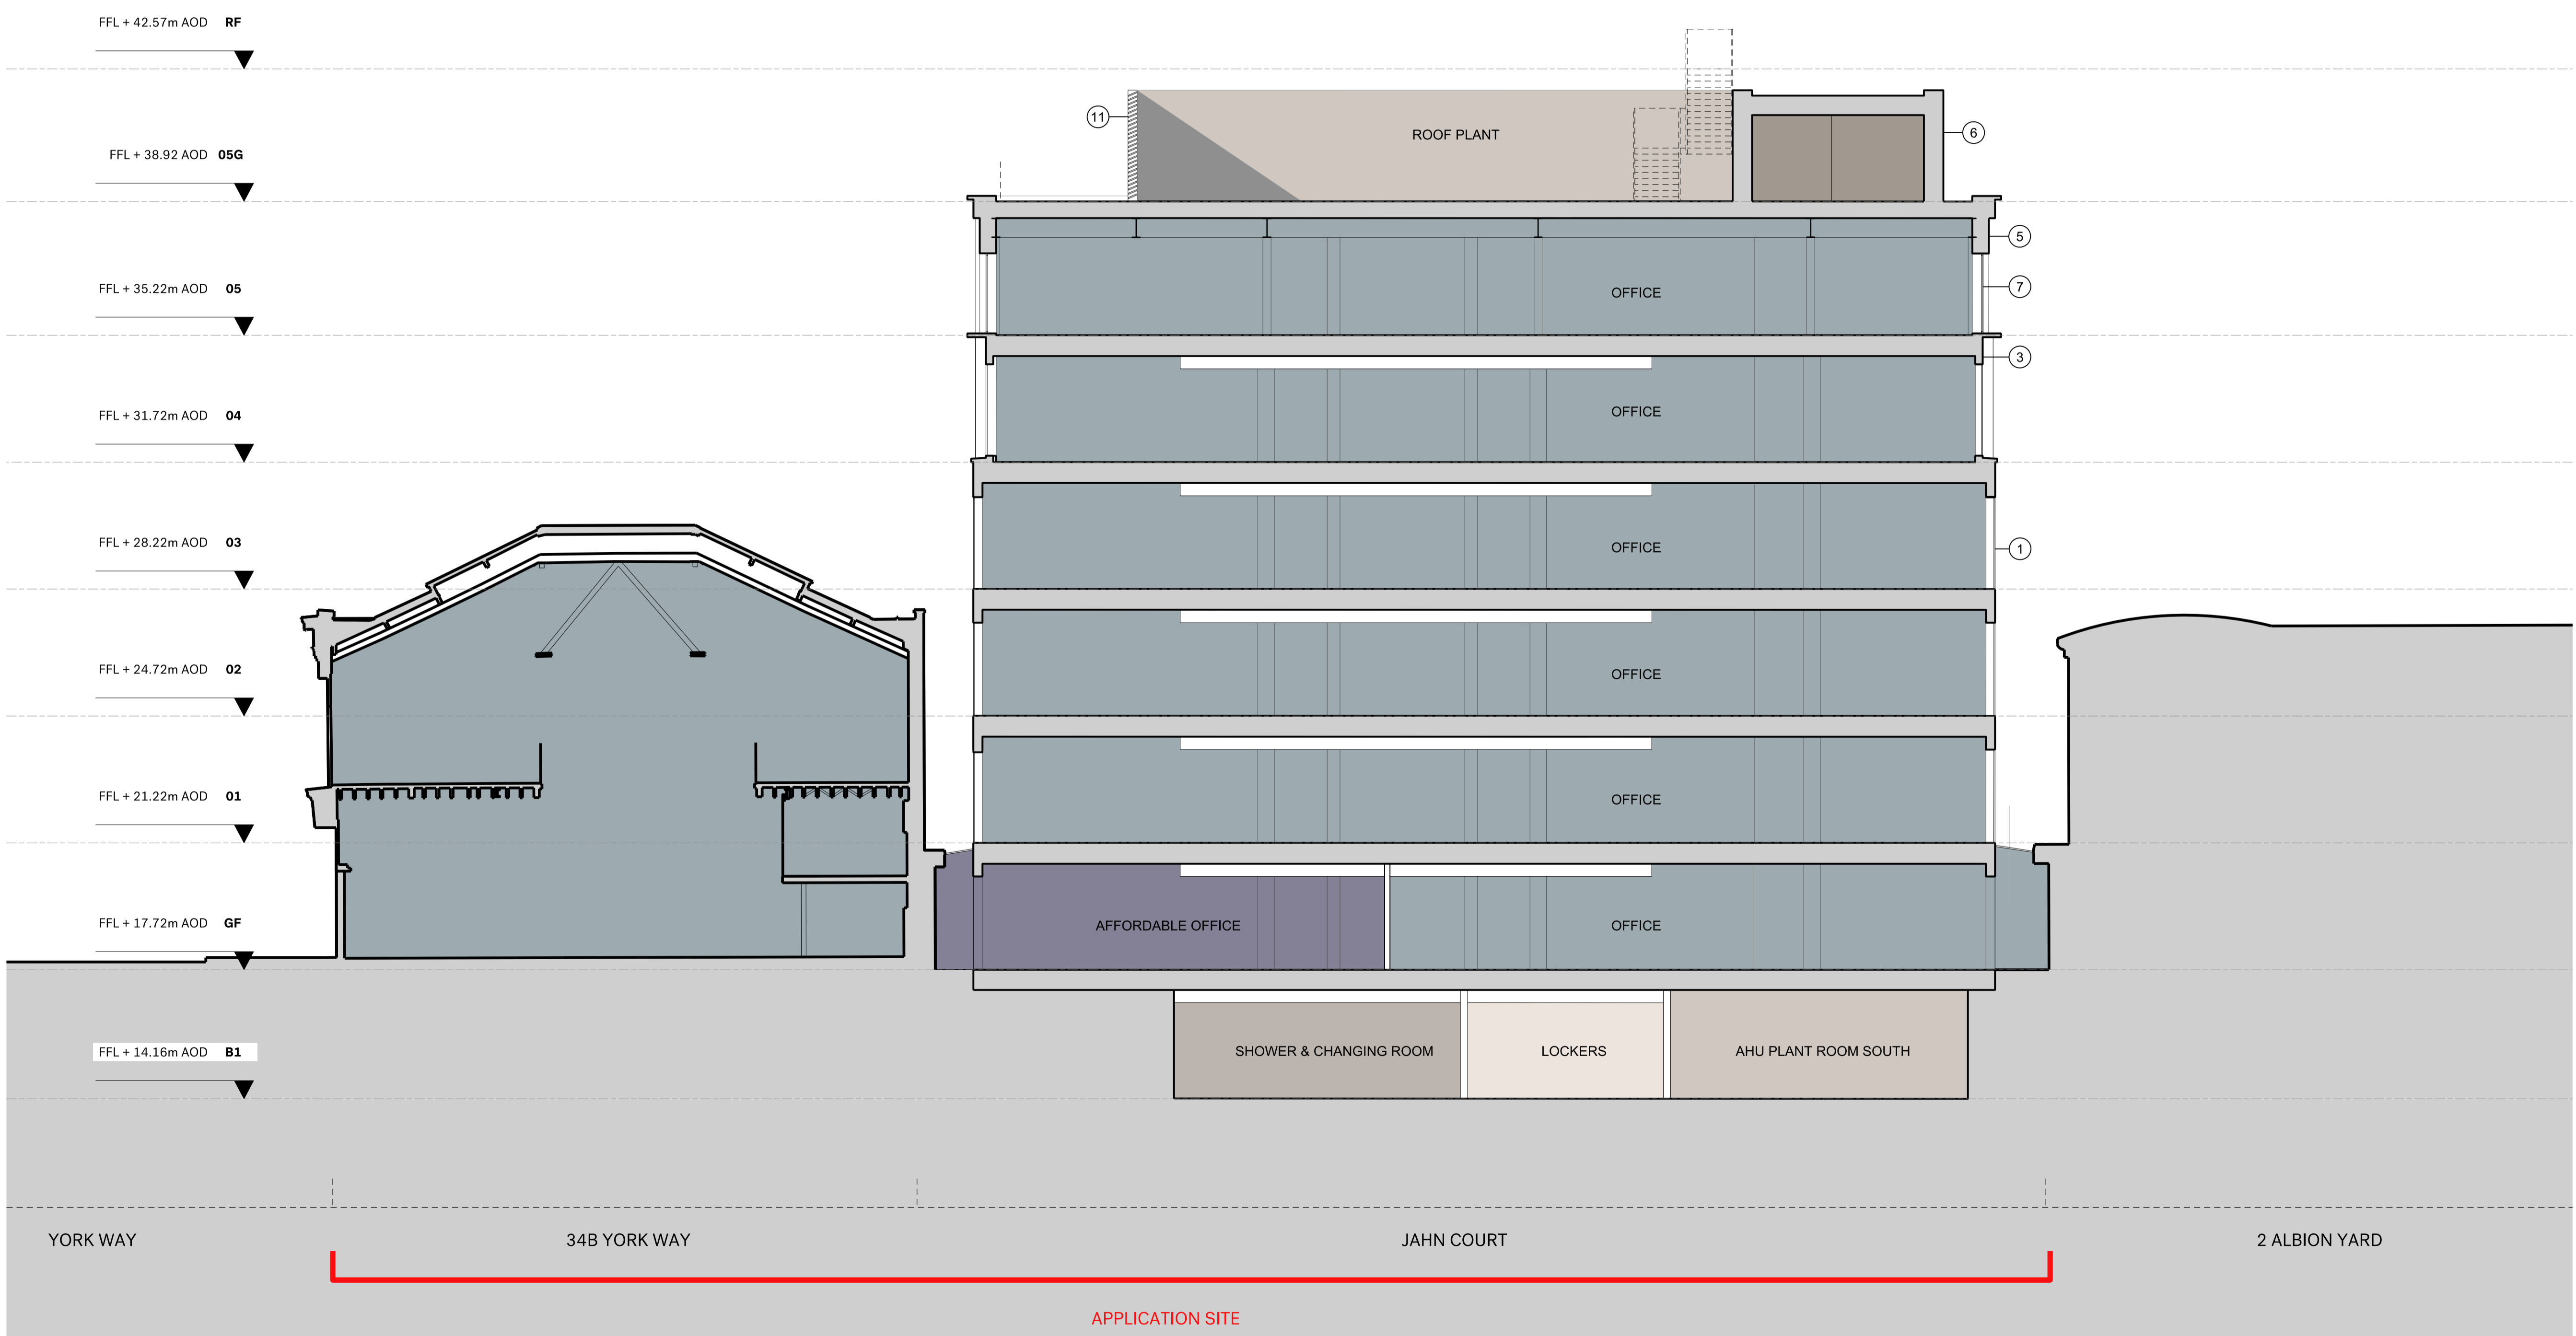 FFL + 42.57m AOD RF
11
ROOF PLANT
6
FFL + 38.92 AOD 05G
5
FFL + 35.22m AOD 05
OFFICE
7
3
FFL + 31.72m AOD 04
OFFICE
FFL + 28.22m AOD 03
OFFICE
1
FFL + 24.72m AOD 02
OFFICE
FFL + 21.22m AOD 01
OFFICE
FFL + 17.72m AOD GF
AFFORDABLE OFFICE
OFFICE
FFL + 14.16m AOD B1
SHOWER & CHANGING ROOM
LOCKERS
AHU PLANT ROOM SOUTH
YORK WAY
34B YORK WAY
JAHN COURT
2 ALBION YARD
APPLICATION SITE